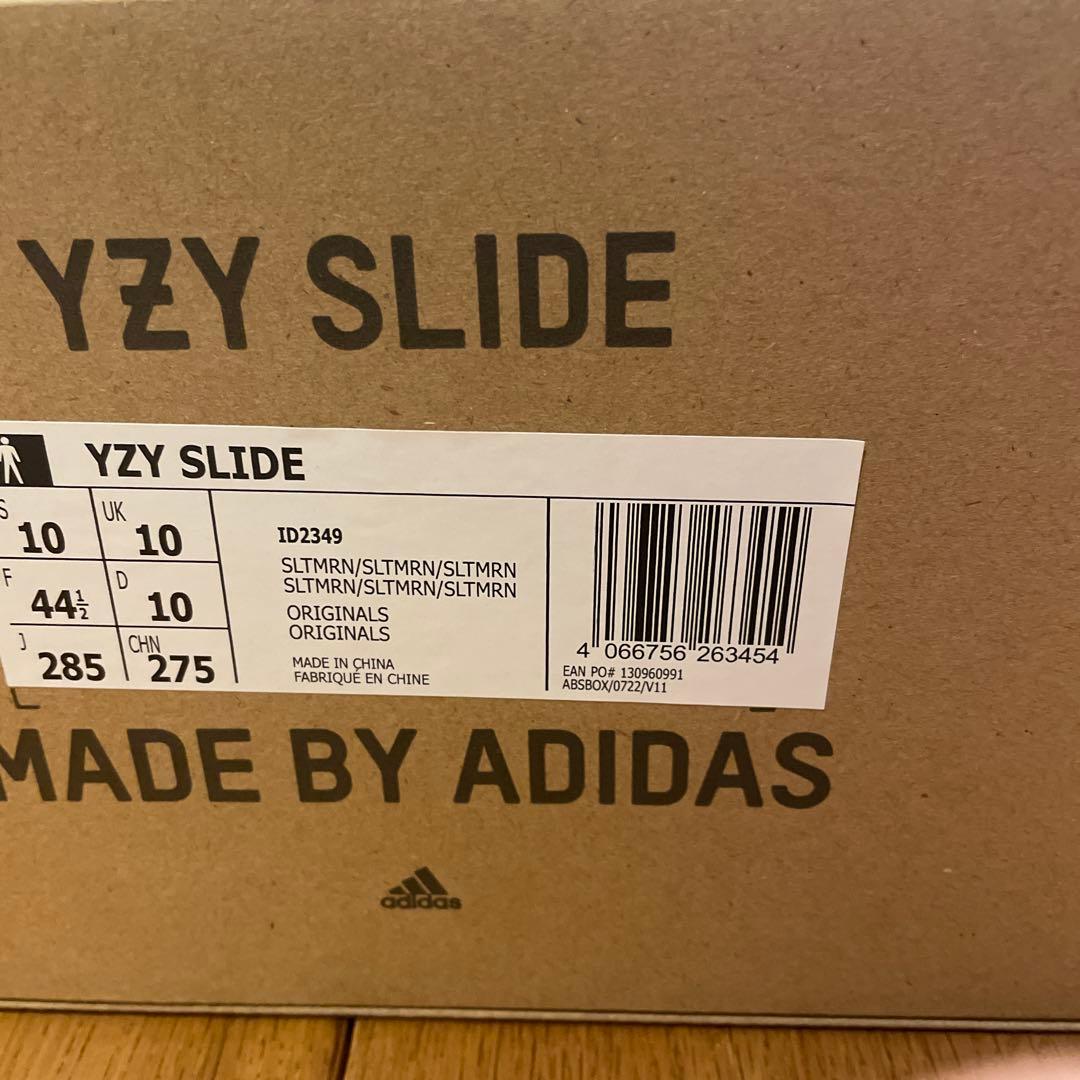 YZY SLIDE
YZY SLIDE
S 10 UK 10
F 44½ D 10
J 285 CHN 275
ID2349
SLTMRN/SLTMRN/SLTMRN
SLTMRN/SLTMRN/SLTMRN
ORIGINALS
ORIGINALS
MADE IN CHINA
FABRIQUÉ EN CHINE
4 066756 263454
EAN PO# 130960991
ABSBOX/0722/V11
MADE BY ADIDAS
adidas